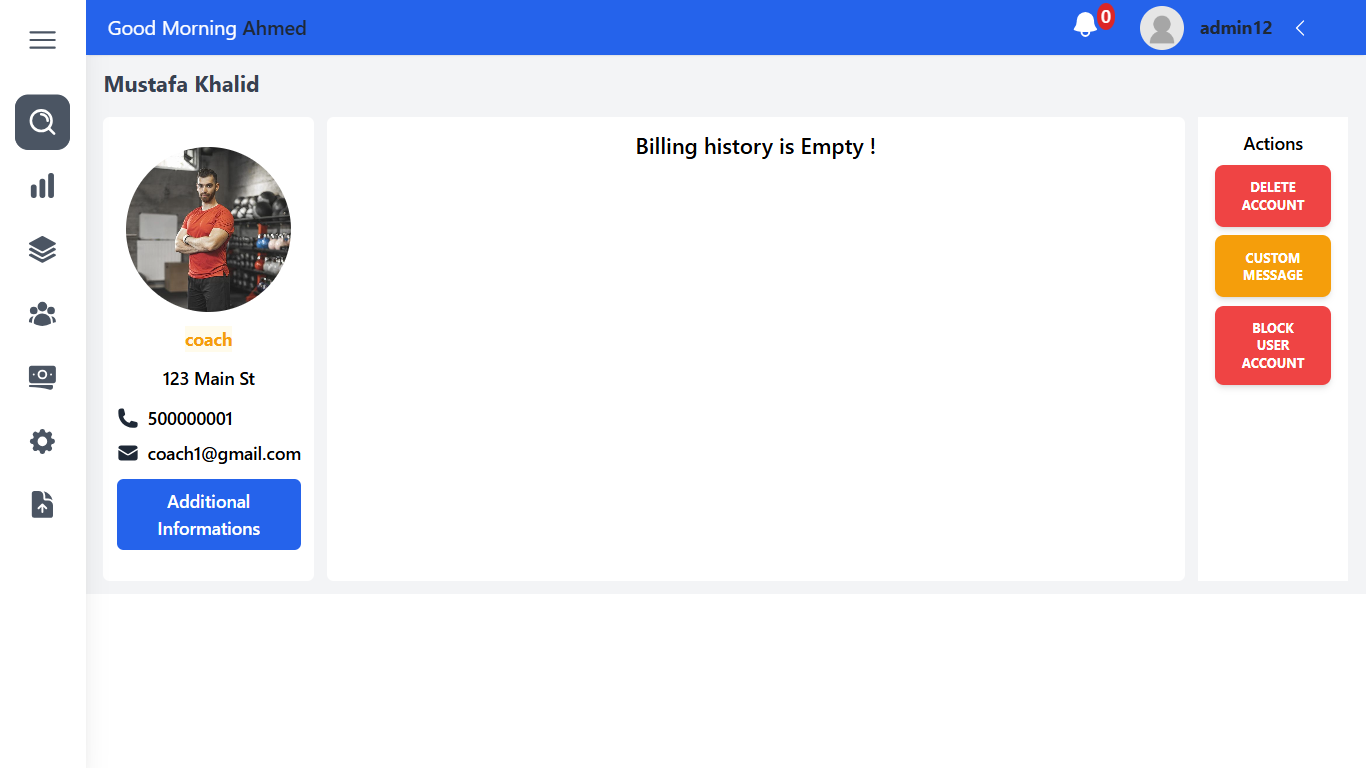 Good Morning Ahmed
0
admin12
Mustafa Khalid
coach
123 Main St
500000001
coach1@gmail.com
Additional
Informations
Billing history is Empty !
Actions
DELETE
ACCOUNT
CUSTOM
MESSAGE
BLOCK
USER
ACCOUNT